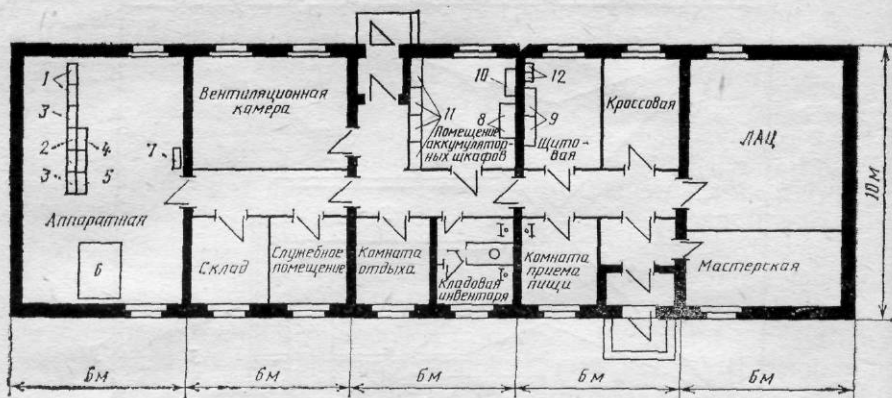 1
3
2
4
3
5
7
6
Аппаратная
Вентиляционная
камера
Склад
Служебное
помещение
Комната
отдыха
11
10
8
Помещение
аккумулятор-
ных шкафов
Кладовая
инвентаря
12
9
Щито-
вая
Кроссовая
Комната
приема
пищи
ЛАЦ
Мастерская
10 м
6 м
6 м
6 м
6 м
6 м